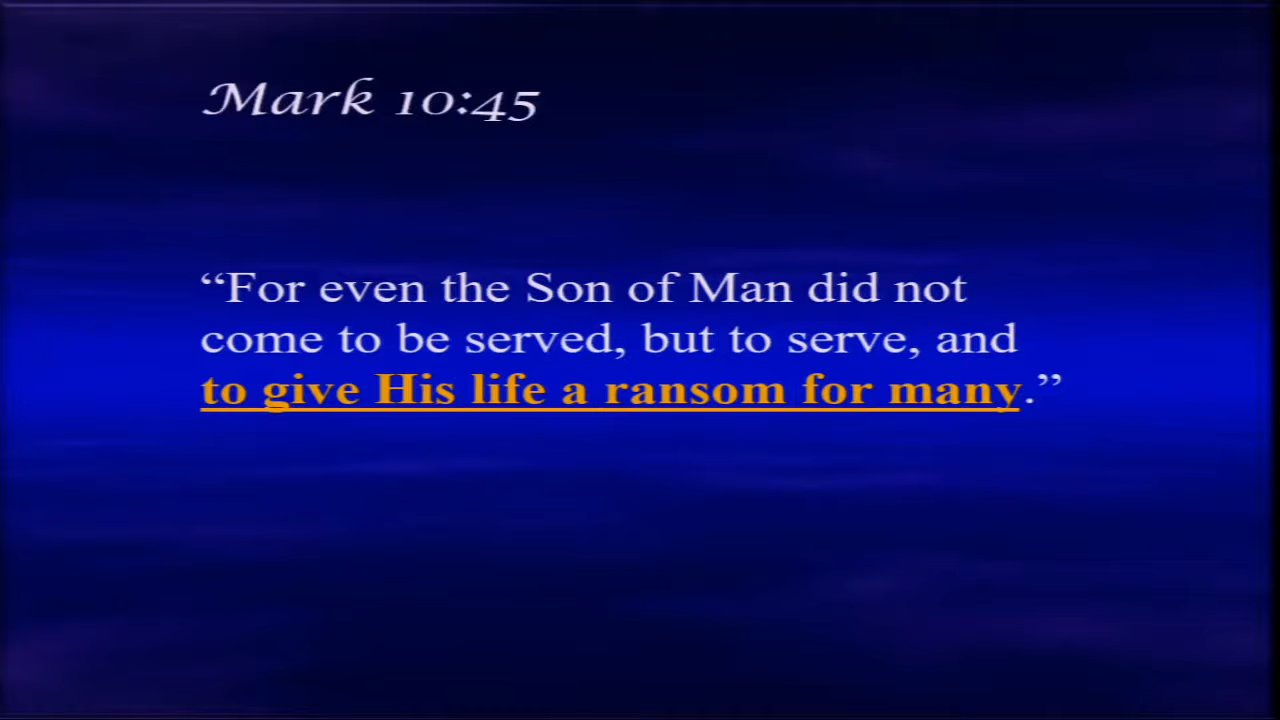 Mark 10:45
“For even the Son of Man did not
come to be served, but to serve, and
to give His life a ransom for many.”